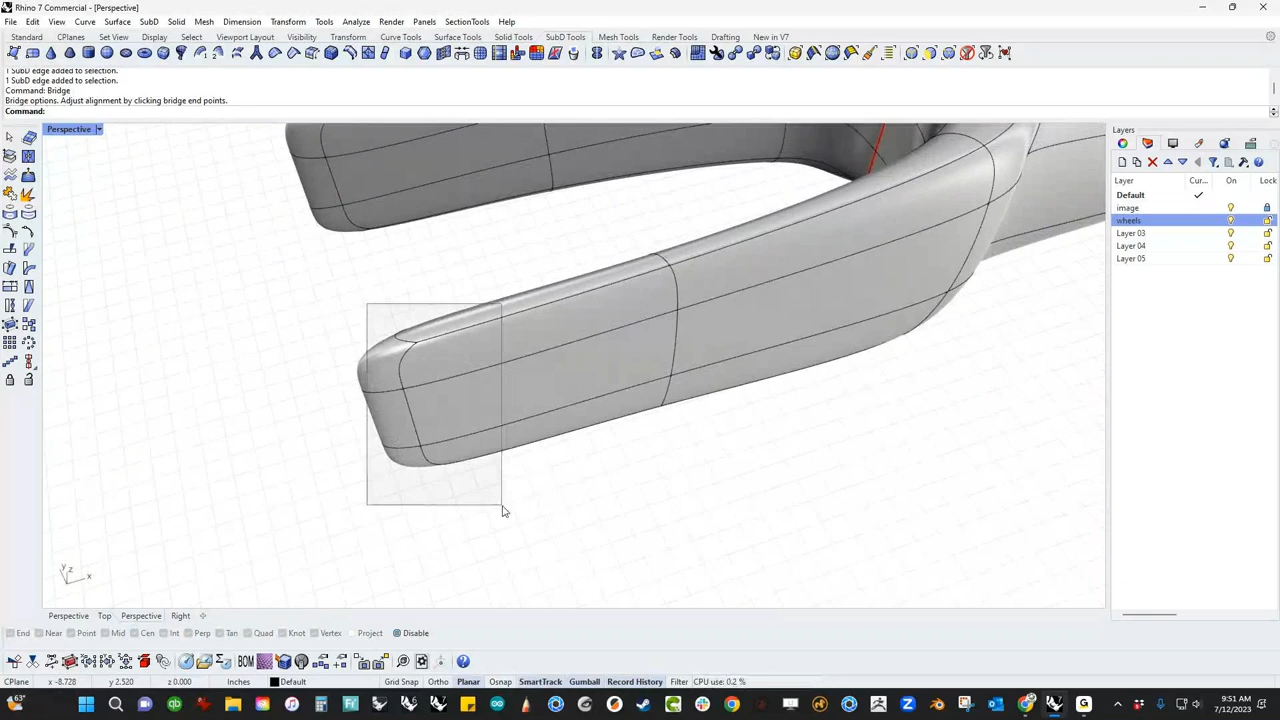 Rhino 7 Commercial - [Perspective]
File Edit View Curve Surface SubD Solid Mesh Dimension Transform Tools Analyze Render Panels SectionTools Help
Standard CPlanes Set View Display Select Viewport Layout Visibility Transform Curve Tools Surface Tools Solid Tools SubD Tools Mesh Tools Render Tools Drafting New in V7
1 SubD edge added to selection.
1 SubD edge added to selection.
Command: Bridge
Bridge options. Adjust alignment by clicking bridge end points.
Command:
Perspective
Layers
Layer Cur... On Lock
Default
image
wheels
Layer 03
Layer 04
Layer 05
y z x
Perspective Top Perspective Right
End Near Point Mid Cen Int Perp Tan Quad Knot Vertex Project Disable
BOM
CPlane x -8.728 y 2.520 z 0.000 Inches Default Grid Snap Ortho Planar Osnap SmartTrack Gumball Record History Filter CPU use: 0.2 %
63°
9:51 AM
7/12/2023